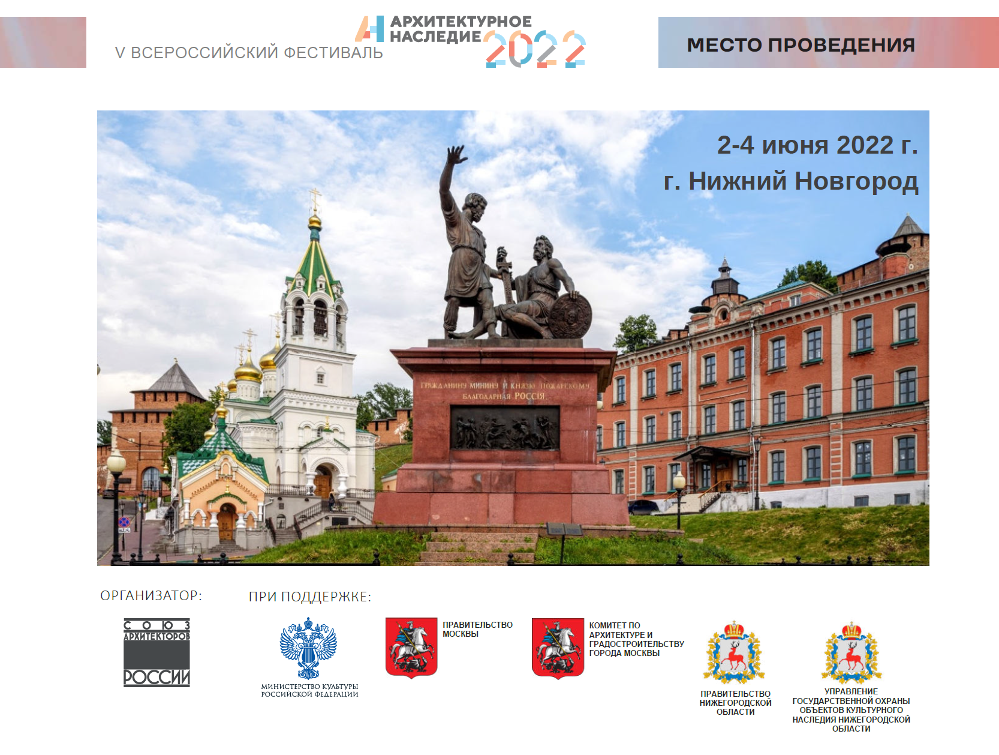 V ВСЕРОССИЙСКИЙ ФЕСТИВАЛЬ
АРХИТЕКТУРНОЕ
НАСЛЕДИЕ
2022
МЕСТО ПРОВЕДЕНИЯ
2-4 июня 2022 г.
г. Нижний Новгород
ГРАЖДАНИНУ МИНИНУ И КНЯЗЮ ПОЖАРСКОМУ
БЛАГОДАРНАЯ РОССІЯ.
ОРГАНИЗАТОР:
СОЮЗ
АРХИТЕКТОРОВ
РОССИИ
ПРИ ПОДДЕРЖКЕ:
МИНИСТЕРСТВО КУЛЬТУРЫ
РОССИЙСКОЙ ФЕДЕРАЦИИ
ПРАВИТЕЛЬСТВО
МОСКВЫ
КОМИТЕТ ПО
АРХИТЕКТУРЕ И
ГРАДОСТРОИТЕЛЬСТВУ
ГОРОДА МОСКВЫ
ПРАВИТЕЛЬСТВО
НИЖЕГОРОДСКОЙ
ОБЛАСТИ
УПРАВЛЕНИЕ
ГОСУДАРСТВЕННОЙ ОХРАНЫ
ОБЪЕКТОВ КУЛЬТУРНОГО
НАСЛЕДИЯ НИЖЕГОРОДСКОЙ
ОБЛАСТИ